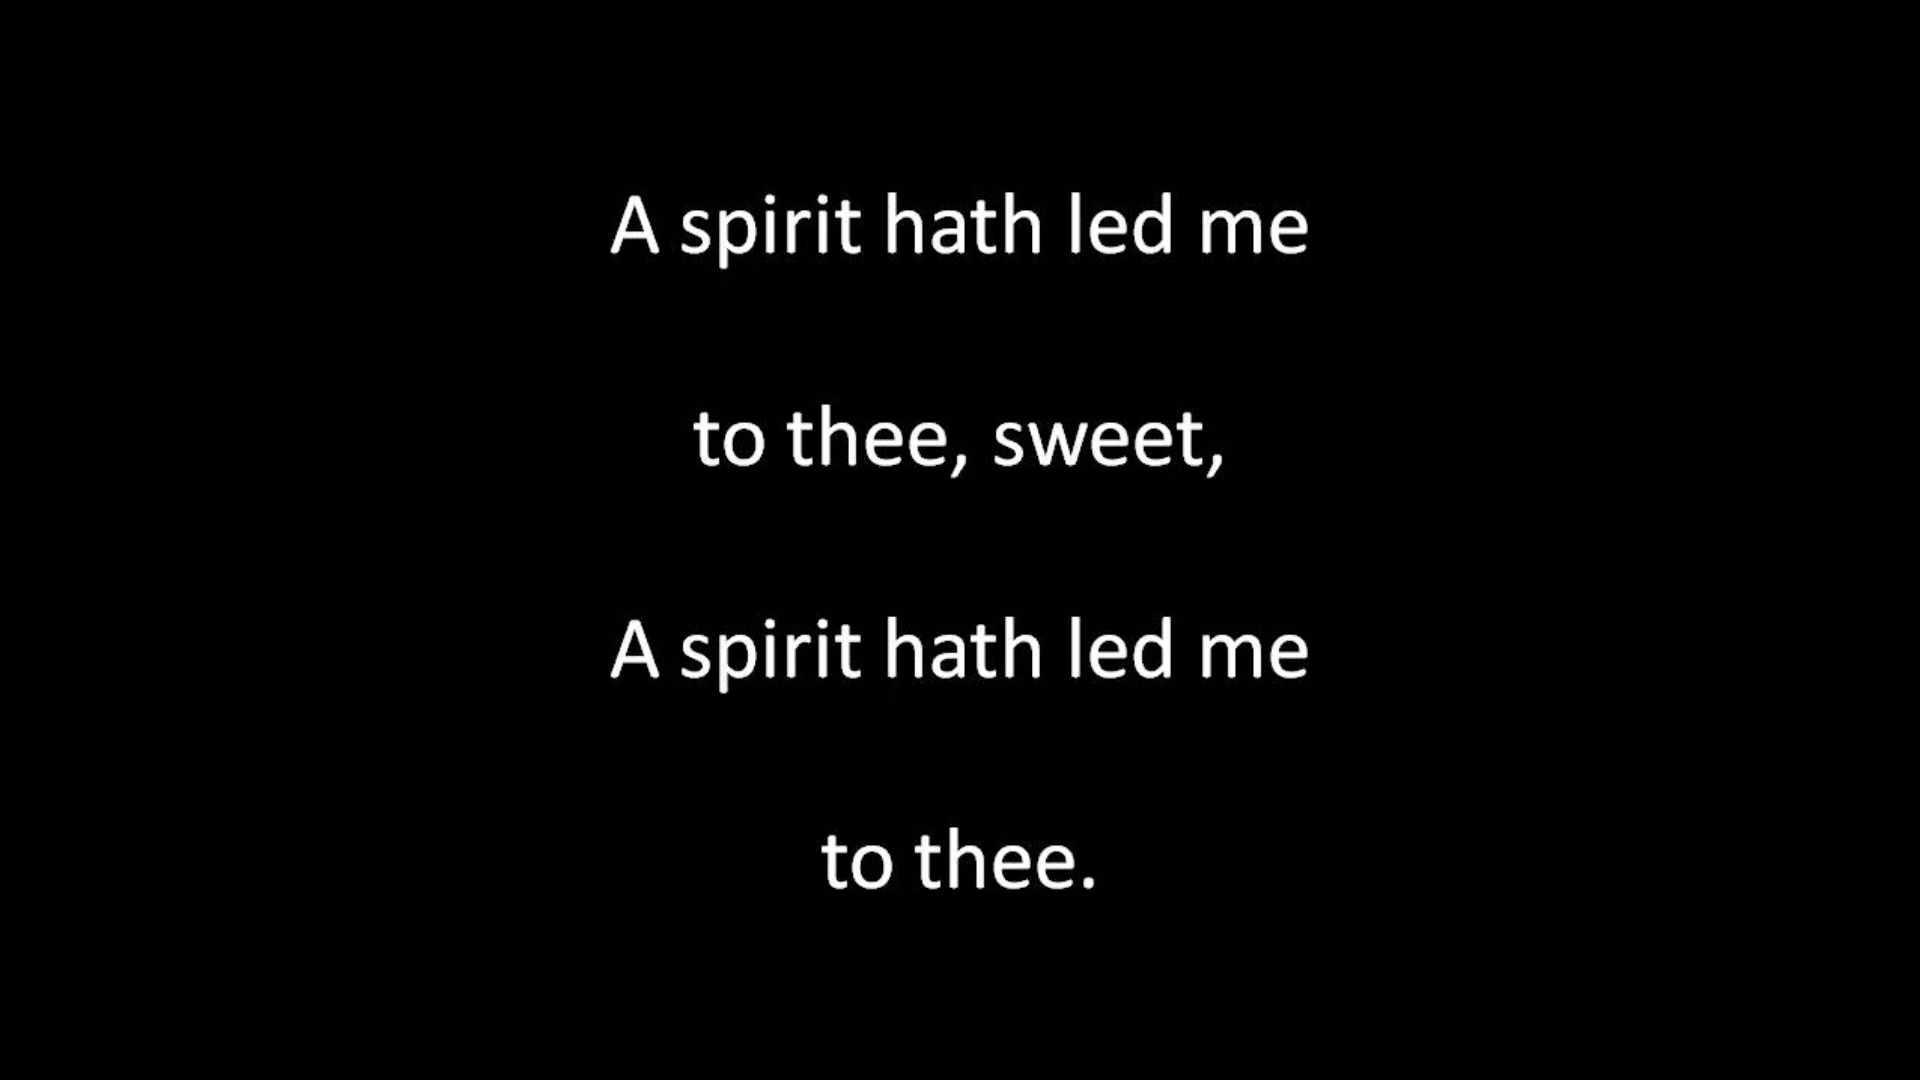 A spirit hath led me
to thee, sweet,
A spirit hath led me
to thee.